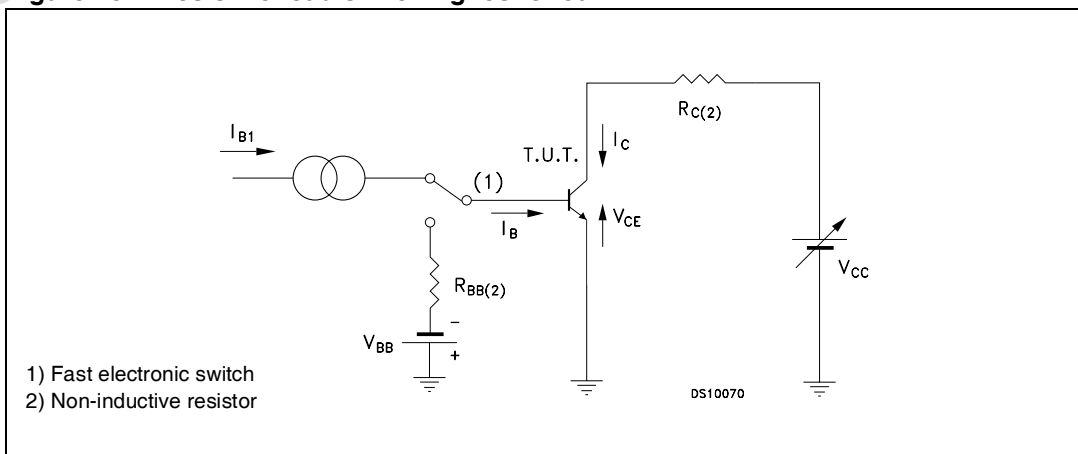 I_B1
R_C(2)
I_C
T.U.T.
(1)
I_B
V_CE
V_CC
R_BB(2)
V_BB
−
+
1) Fast electronic switch
2) Non-inductive resistor
DS10070